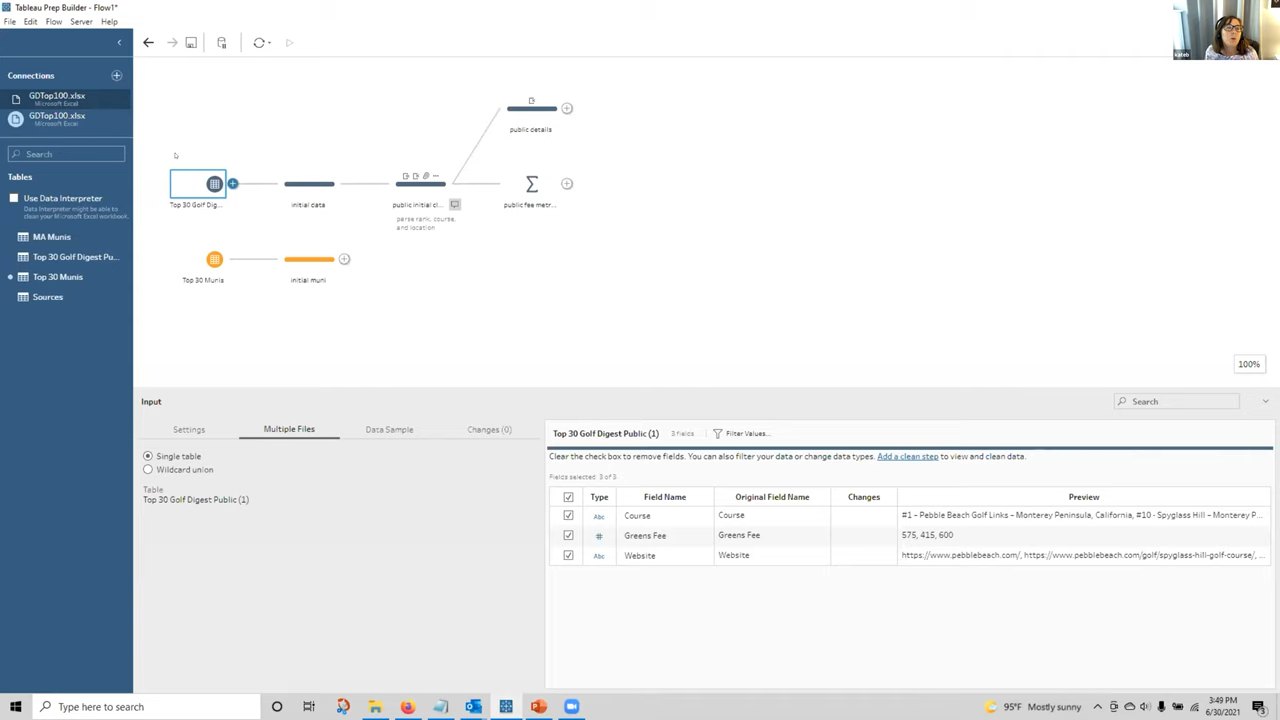 Tableau Prep Builder - Flow1*
File Edit Flow Server Help
kateb
Connections
GDTop100.xlsx
Microsoft Excel
GDTop100.xlsx
Microsoft Excel
Search
Tables
Use Data Interpreter
Data Interpreter might be able to
clean your Microsoft Excel workbook.
MA Munis
Top 30 Golf Digest Pu...
Top 30 Munis
Sources
public details
Top 30 Golf Dig...
initial data
public initial cl...
perse rank, course,
and location
public fee metr...
Top 30 Munis
initial muni
100%
Input
Search
Settings
Multiple Files
Data Sample
Changes (0)
Single table
Wildcard union
Table
Top 30 Golf Digest Public (1)
Top 30 Golf Digest Public (1) 3 fields Filter Values...
Clear the check box to remove fields. You can also filter your data or change data types. Add a clean step to view and clean data.
Fields selected: 3 of 3
Type Field Name Original Field Name Changes Preview
Abc Course Course #1 – Pebble Beach Golf Links – Monterey Peninsula, California, #10 - Spyglass Hill – Monterey P...
# Greens Fee Greens Fee 575, 415, 600
Abc Website Website https://www.pebblebeach.com/, https://www.pebblebeach.com/golf/spyglass-hill-golf-course/, ...
Type here to search
95°F Mostly sunny
3:49 PM
6/30/2021